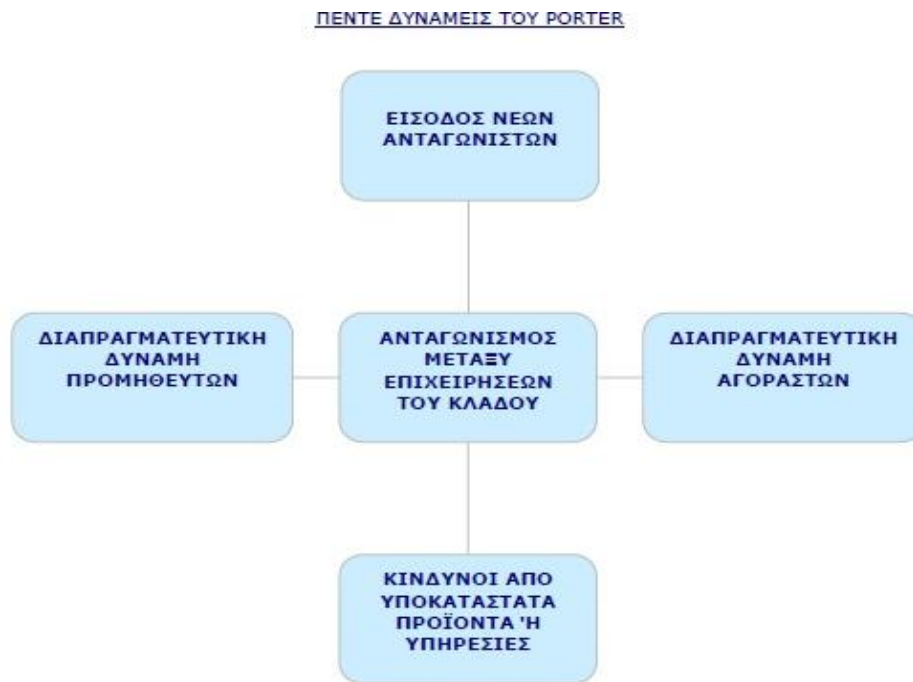 ΠΕΝΤΕ ΔΥΝΑΜΕΙΣ ΤΟΥ PORTER
ΕΙΣΟΔΟΣ ΝΕΩΝ
ΑΝΤΑΓΩΝΙΣΤΩΝ
ΔΙΑΠΡΑΓΜΑΤΕΥΤΙΚΗ
ΔΥΝΑΜΗ
ΠΡΟΜΗΘΕΥΤΩΝ
ΑΝΤΑΓΩΝΙΣΜΟΣ
ΜΕΤΑΞΥ
ΕΠΙΧΕΙΡΗΣΕΩΝ
ΤΟΥ ΚΛΑΔΟΥ
ΔΙΑΠΡΑΓΜΑΤΕΥΤΙΚΗ
ΔΥΝΑΜΗ
ΑΓΟΡΑΣΤΩΝ
ΚΙΝΔΥΝΟΙ ΑΠΟ
ΥΠΟΚΑΤΑΣΤΑΤΑ
ΠΡΟΪΟΝΤΑ 'Η
ΥΠΗΡΕΣΙΕΣ